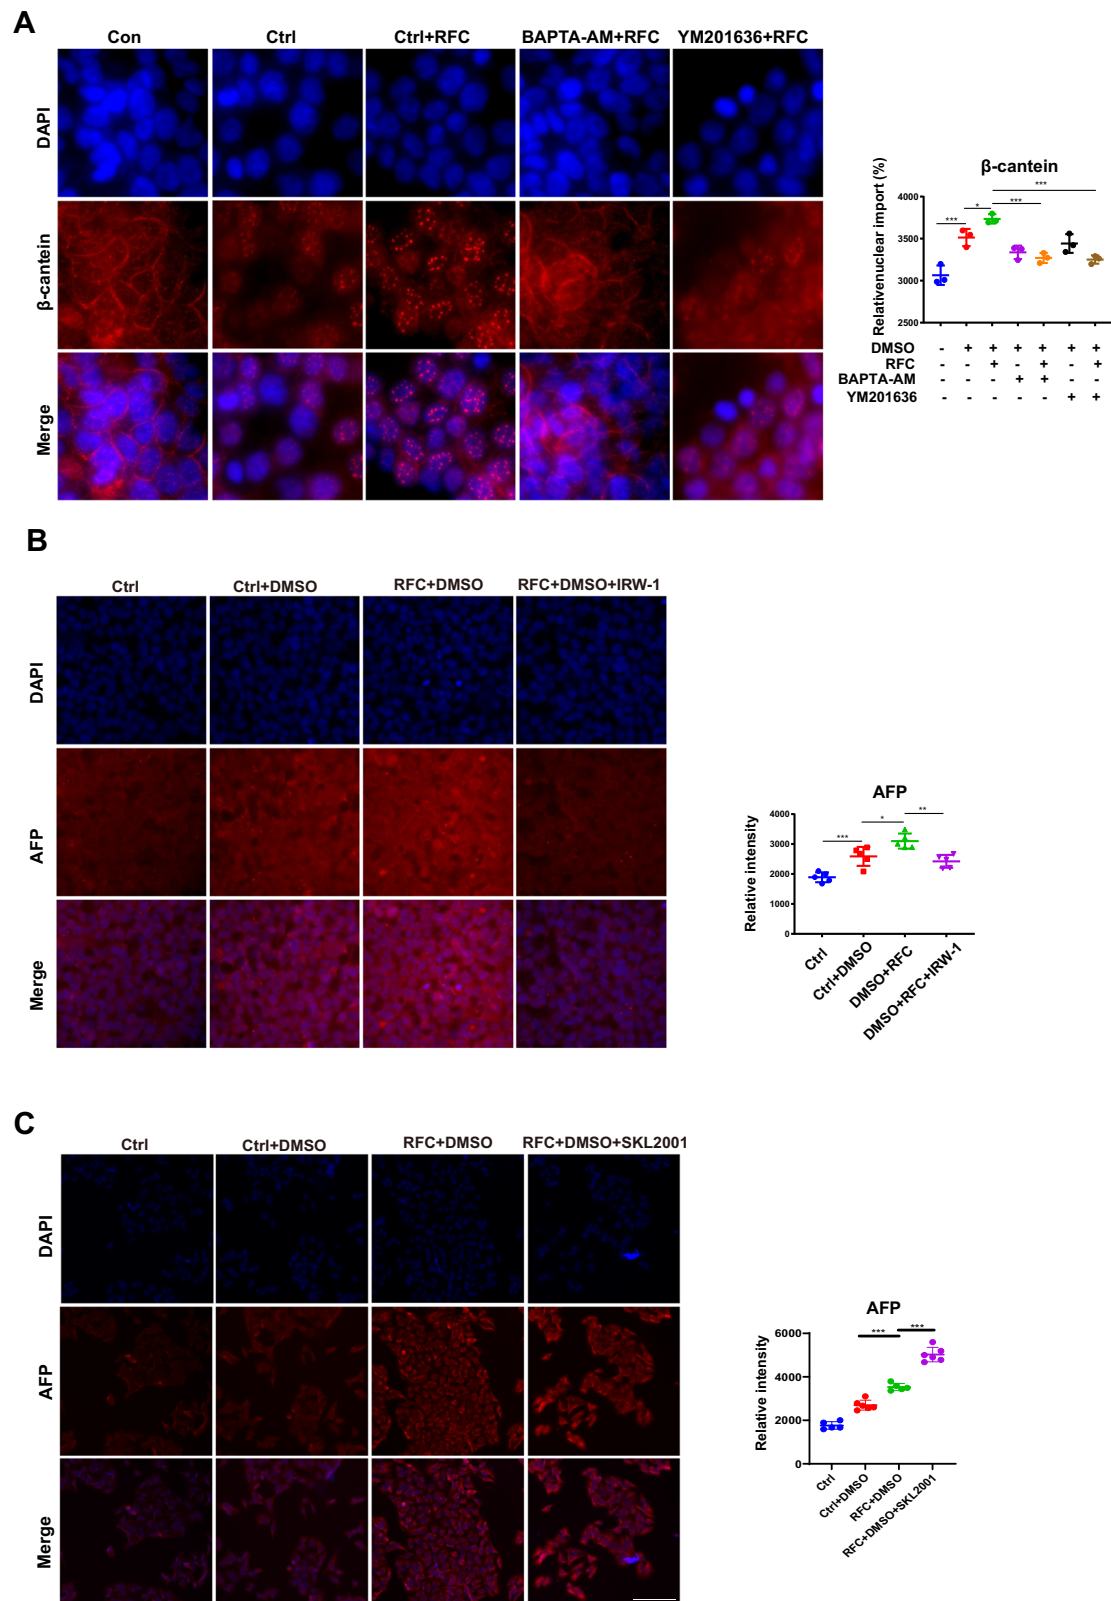 A
Con Ctrl Ctrl+RFC BAPTA-AM+RFC YM201636+RFC
DAPI
β-cantein
Merge
β-cantein
Relativenuclear import (%)
4000
3500
3000
2500
***
*
***
***
DMSO - + + + + + +
RFC - - + - + - +
BAPTA-AM - - - + + - -
YM201636 - - - - - + +
B
Ctrl Ctrl+DMSO RFC+DMSO RFC+DMSO+IRW-1
DAPI
AFP
Merge
AFP
Relative intensity
4000
3000
2000
1000
0
***
*
**
Ctrl
Ctrl+DMSO
DMSO+RFC
DMSO+RFC+IRW-1
C
Ctrl Ctrl+DMSO RFC+DMSO RFC+DMSO+SKL2001
DAPI
AFP
Merge
AFP
Relative intensity
6000
4000
2000
0
***
***
Ctrl
Ctrl+DMSO
RFC+DMSO
RFC+DMSO+SKL2001